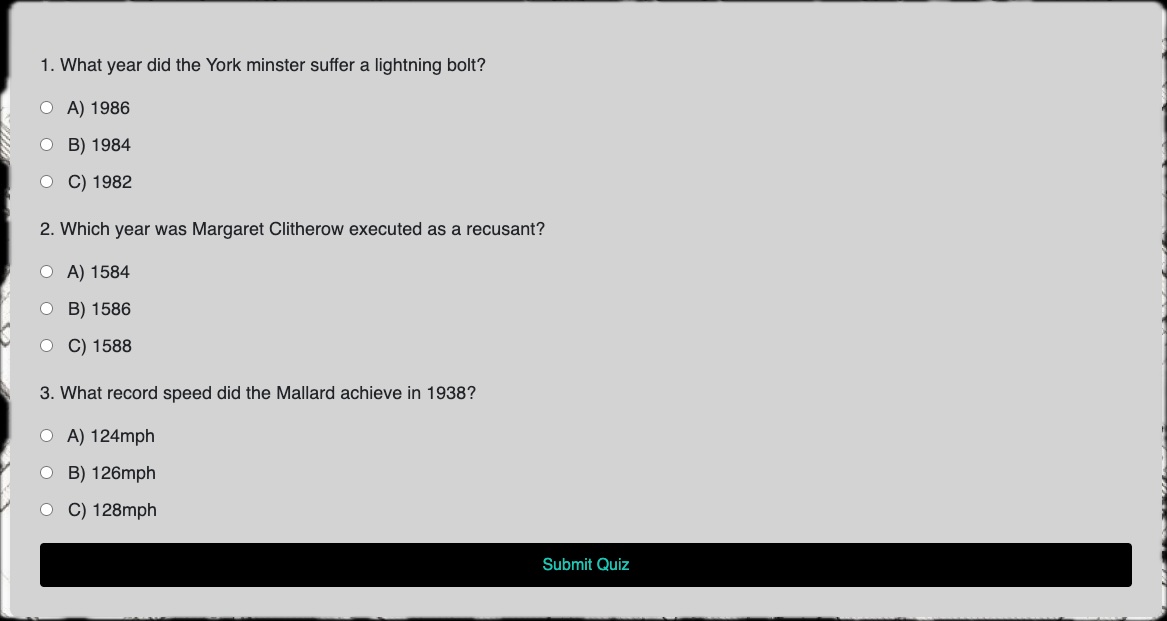 1. What year did the York minster suffer a lightning bolt?
A) 1986
B) 1984
C) 1982
2. Which year was Margaret Clitherow executed as a recusant?
A) 1584
B) 1586
C) 1588
3. What record speed did the Mallard achieve in 1938?
A) 124mph
B) 126mph
C) 128mph
Submit Quiz